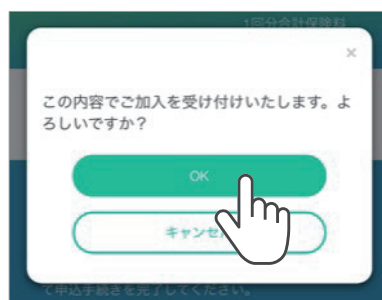 1回分合計保険料
×
この内容でご加入を受け付けいたします。よ
ろしいですか？
OK
キャンセル
て申込手続きを完了してください。